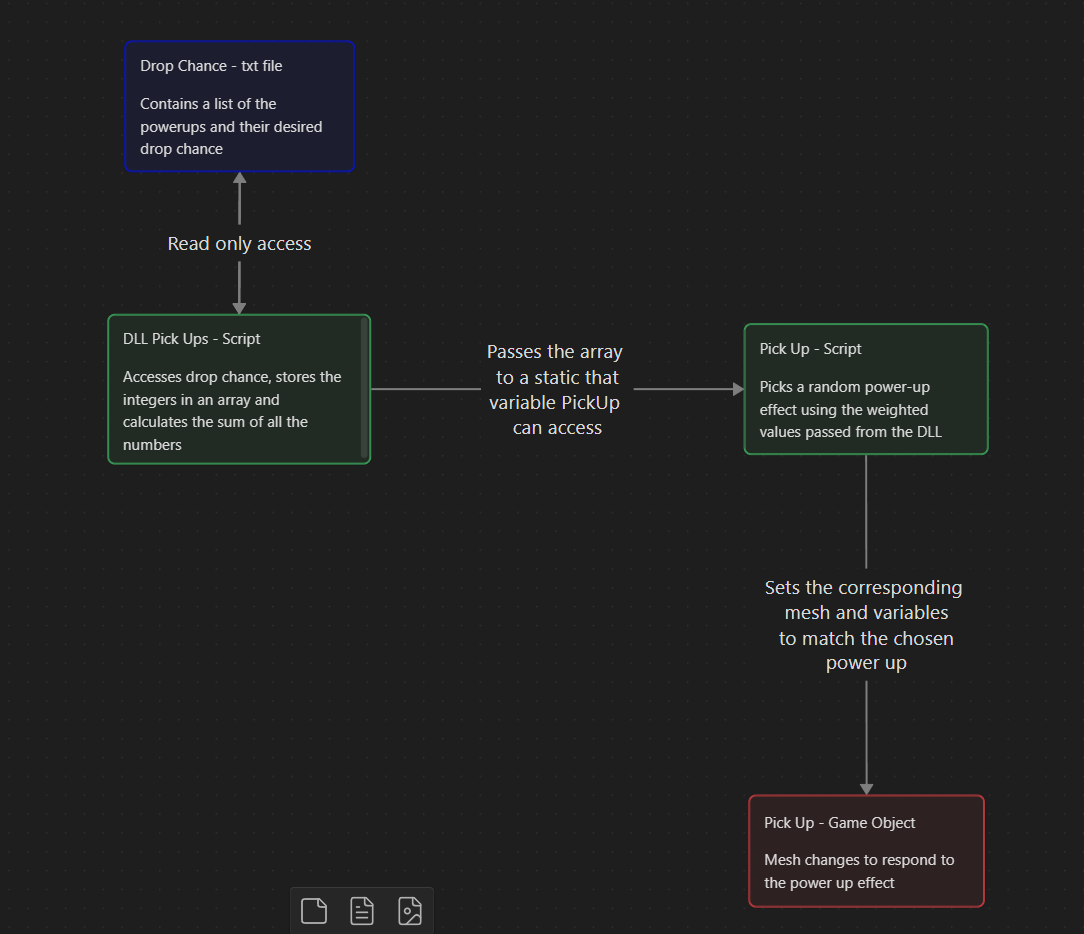 Drop Chance - txt file
Contains a list of the
powerups and their desired
drop chance
Read only access
DLL Pick Ups - Script
Accesses drop chance, stores the
integers in an array and
calculates the sum of all the
numbers
Passes the array
to a static that
variable PickUp
can access
Pick Up - Script
Picks a random power-up
effect using the weighted
values passed from the DLL
Sets the corresponding
mesh and variables
to match the chosen
power up
Pick Up - Game Object
Mesh changes to respond to
the power up effect